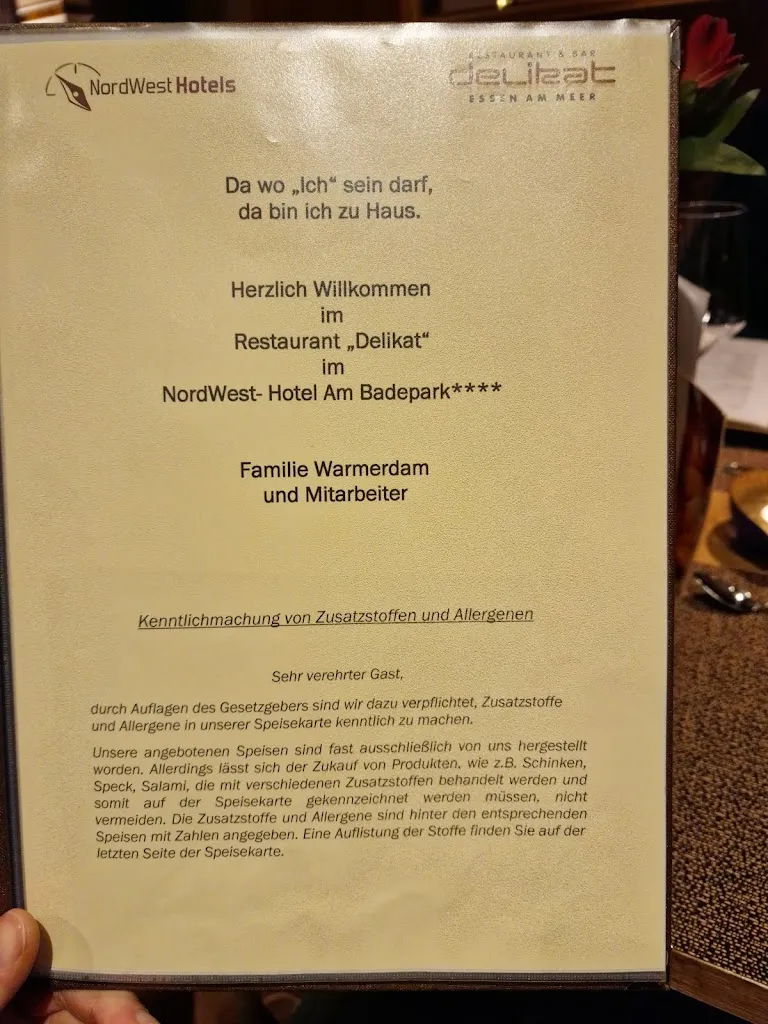 NordWest Hotels
RESTAURANT & BAR
delikat
ESSEN AM MEER
Da wo „Ich“ sein darf,
da bin ich zu Haus.
Herzlich Willkommen
im
Restaurant „Delikat“
im
NordWest- Hotel Am Badepark****
Familie Warmerdam
und Mitarbeiter
Kenntlichmachung von Zusatzstoffen und Allergenen
Sehr verehrter Gast,
durch Auflagen des Gesetzgebers sind wir dazu verpflichtet, Zusatzstoffe
und Allergene in unserer Speisekarte kenntlich zu machen.
Unsere angebotenen Speisen sind fast ausschließlich von uns hergestellt
worden. Allerdings lässt sich der Zukauf von Produkten, wie z.B. Schinken,
Speck, Salami, die mit verschiedenen Zusatzstoffen behandelt werden und
somit auf der Speisekarte gekennzeichnet werden müssen, nicht
vermeiden. Die Zusatzstoffe und Allergene sind hinter den entsprechenden
Speisen mit Zahlen angegeben. Eine Auflistung der Stoffe finden Sie auf der
letzten Seite der Speisekarte.